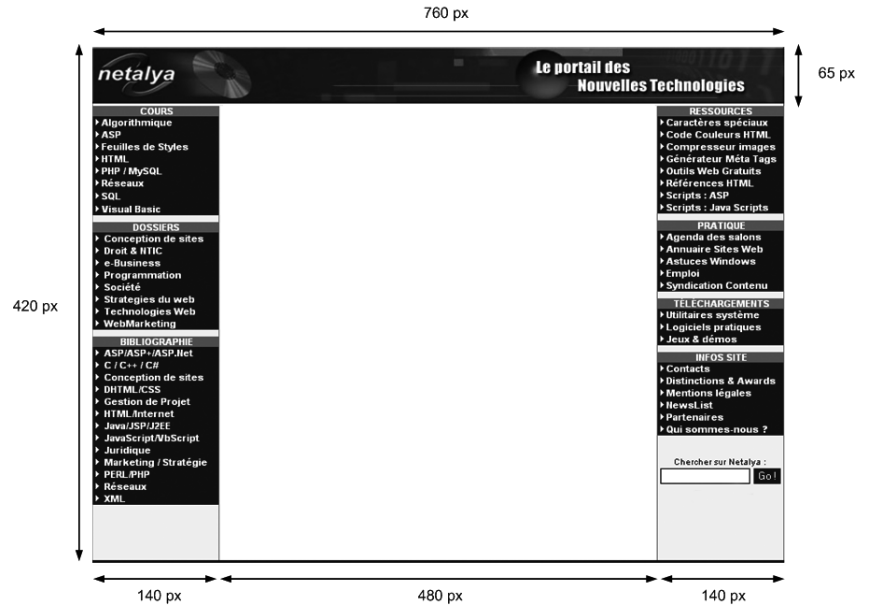 760 px
netalya
Le portail des
Nouvelles Technologies
65 px
COURS
Algorithmique
ASP
Feuilles de Styles
HTML
PHP / MySQL
Réseaux
SQL
Visual Basic
DOSSIERS
Conception de sites
Droit & NTIC
e-Business
Programmation
Société
Strategies du web
Technologies Web
WebMarketing
BIBLIOGRAPHIE
ASP/ASP+/ASP.Net
C / C++ / C#
Conception de sites
DHTML/CSS
Gestion de Projet
HTML/Internet
Java/JSP/J2EE
JavaScript/VbScript
Juridique
Marketing / Stratégie
PERL/PHP
Réseaux
XML
RESSOURCES
Caractères spéciaux
Code Couleurs HTML
Compresseur images
Générateur Méta Tags
Outils Web Gratuits
Références HTML
Scripts : ASP
Scripts : Java Scripts
PRATIQUE
Agenda des salons
Annuaire Sites Web
Astuces Windows
Emploi
Syndication Contenu
TÉLÉCHARGEMENTS
Utilitaires système
Logiciels pratiques
Jeux & démos
INFOS SITE
Contacts
Distinctions & Awards
Mentions légales
NewsList
Partenaires
Qui sommes-nous ?
Chercher sur Netalya :
Go !
420 px
140 px
480 px
140 px